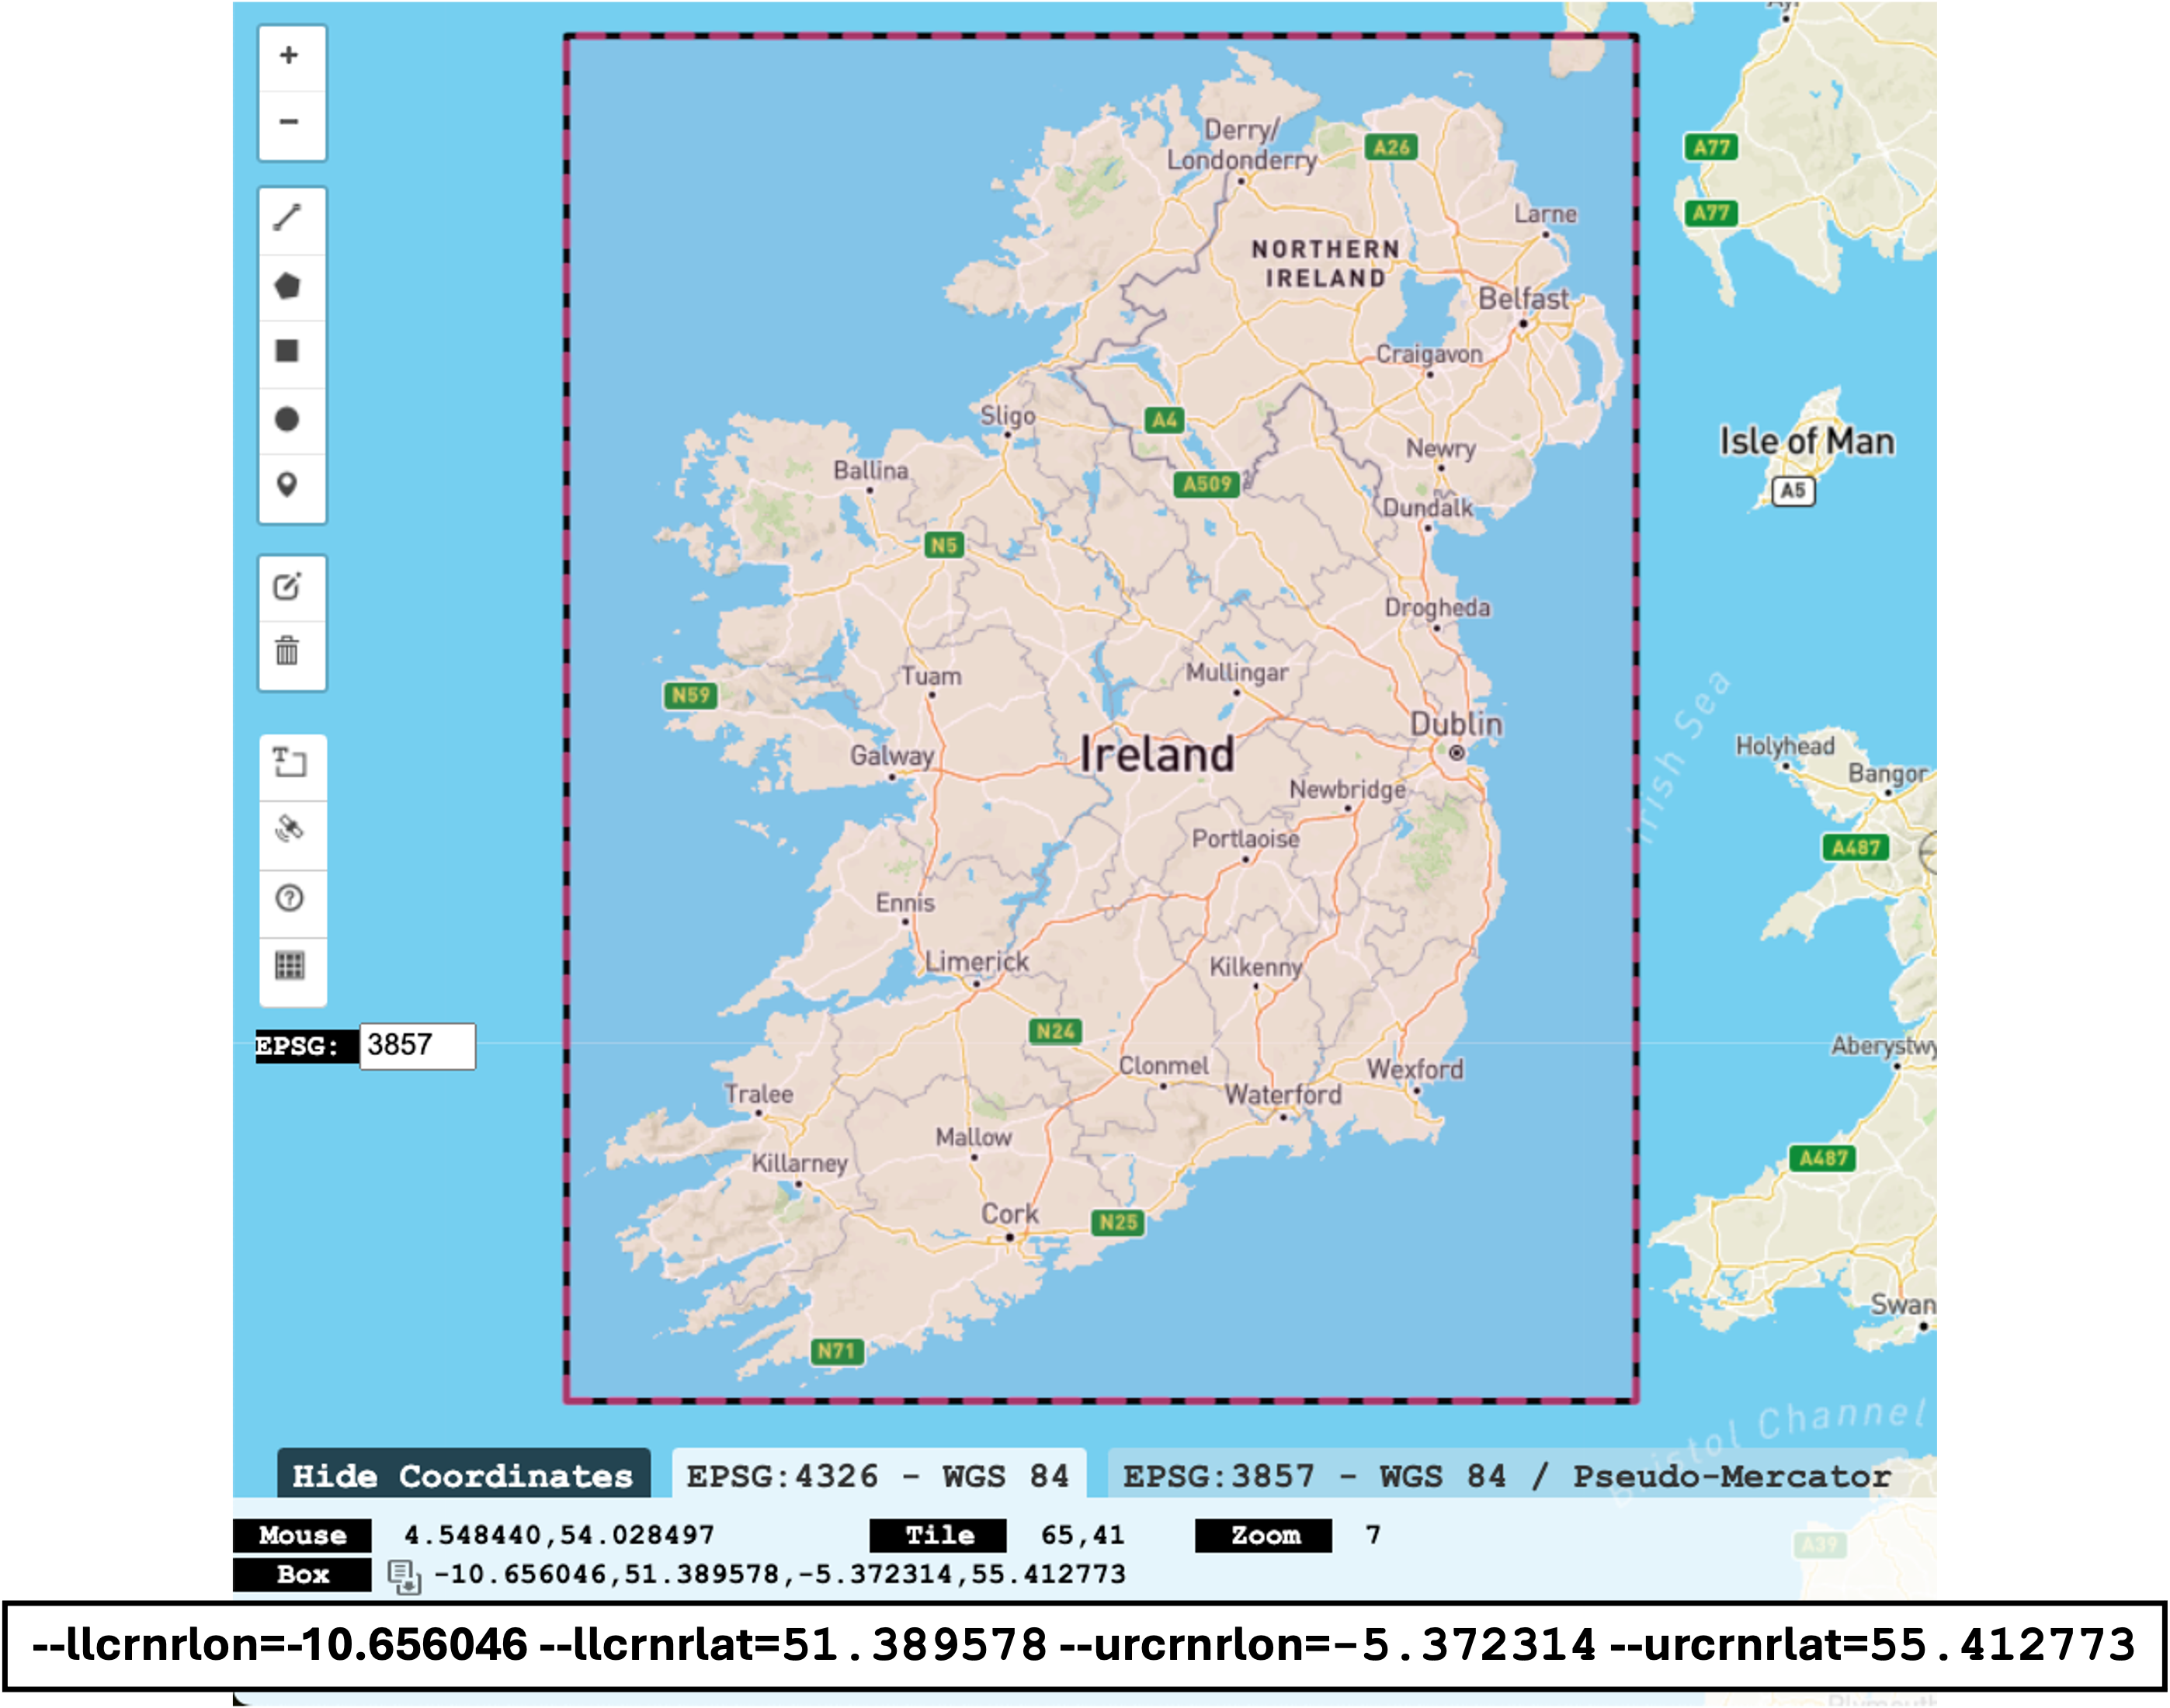 +
−
Derry/
Londonderry
A26
A77
Larne
A77
NORTHERN
IRELAND
Belfast
Craigavon
Sligo
A4
Isle of Man
Ballina
Newry
A509
A5
Dundalk
N5
Drogheda
Tuam
Mullingar
N59
Dublin
Irish Sea
Galway
Ireland
Holyhead
Bangor
Newbridge
Portlaoise
A487
Ennis
Limerick
Kilkenny
N24
EPSG: 3857
Aberystwy
Clonmel
Wexford
Tralee
Waterford
Mallow
A487
Killarney
Cork
N25
Swan
N71
Bristol Channel
Hide Coordinates EPSG:4326 - WGS 84 EPSG:3857 - WGS 84 / Pseudo-Mercator
Mouse 4.548440,54.028497 Tile 65,41 Zoom 7
A39
Box -10.656046,51.389578,-5.372314,55.412773
--llcrnrlon=-10.656046 --llcrnrlat=51.389578 --urcrnrlon=-5.372314 --urcrnrlat=55.412773